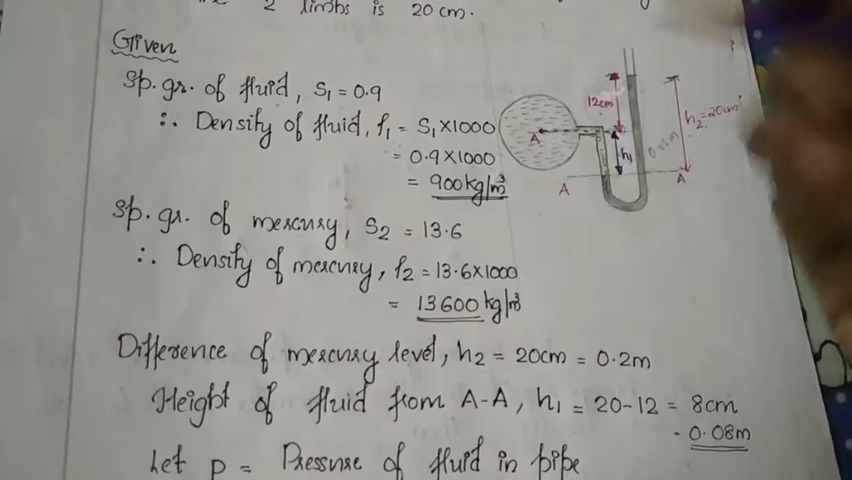 2 limbs is 20 cm.
Given
Sp. gr. of fluid, S₁ = 0.9
∴ Density of fluid, ρ₁ = S₁ × 1000
= 0.9 × 1000
= 900 kg/m³
Sp. gr. of mercury, S₂ = 13.6
∴ Density of mercury, ρ₂ = 13.6 × 1000
= 13600 kg/m³
Difference of mercury level, h₂ = 20cm = 0.2m
Height of fluid from A-A, h₁ = 20-12 = 8cm
= 0.08m
Let P = Pressure of fluid in pipe
12cm
h₂=20cm
A
h₁
A
A